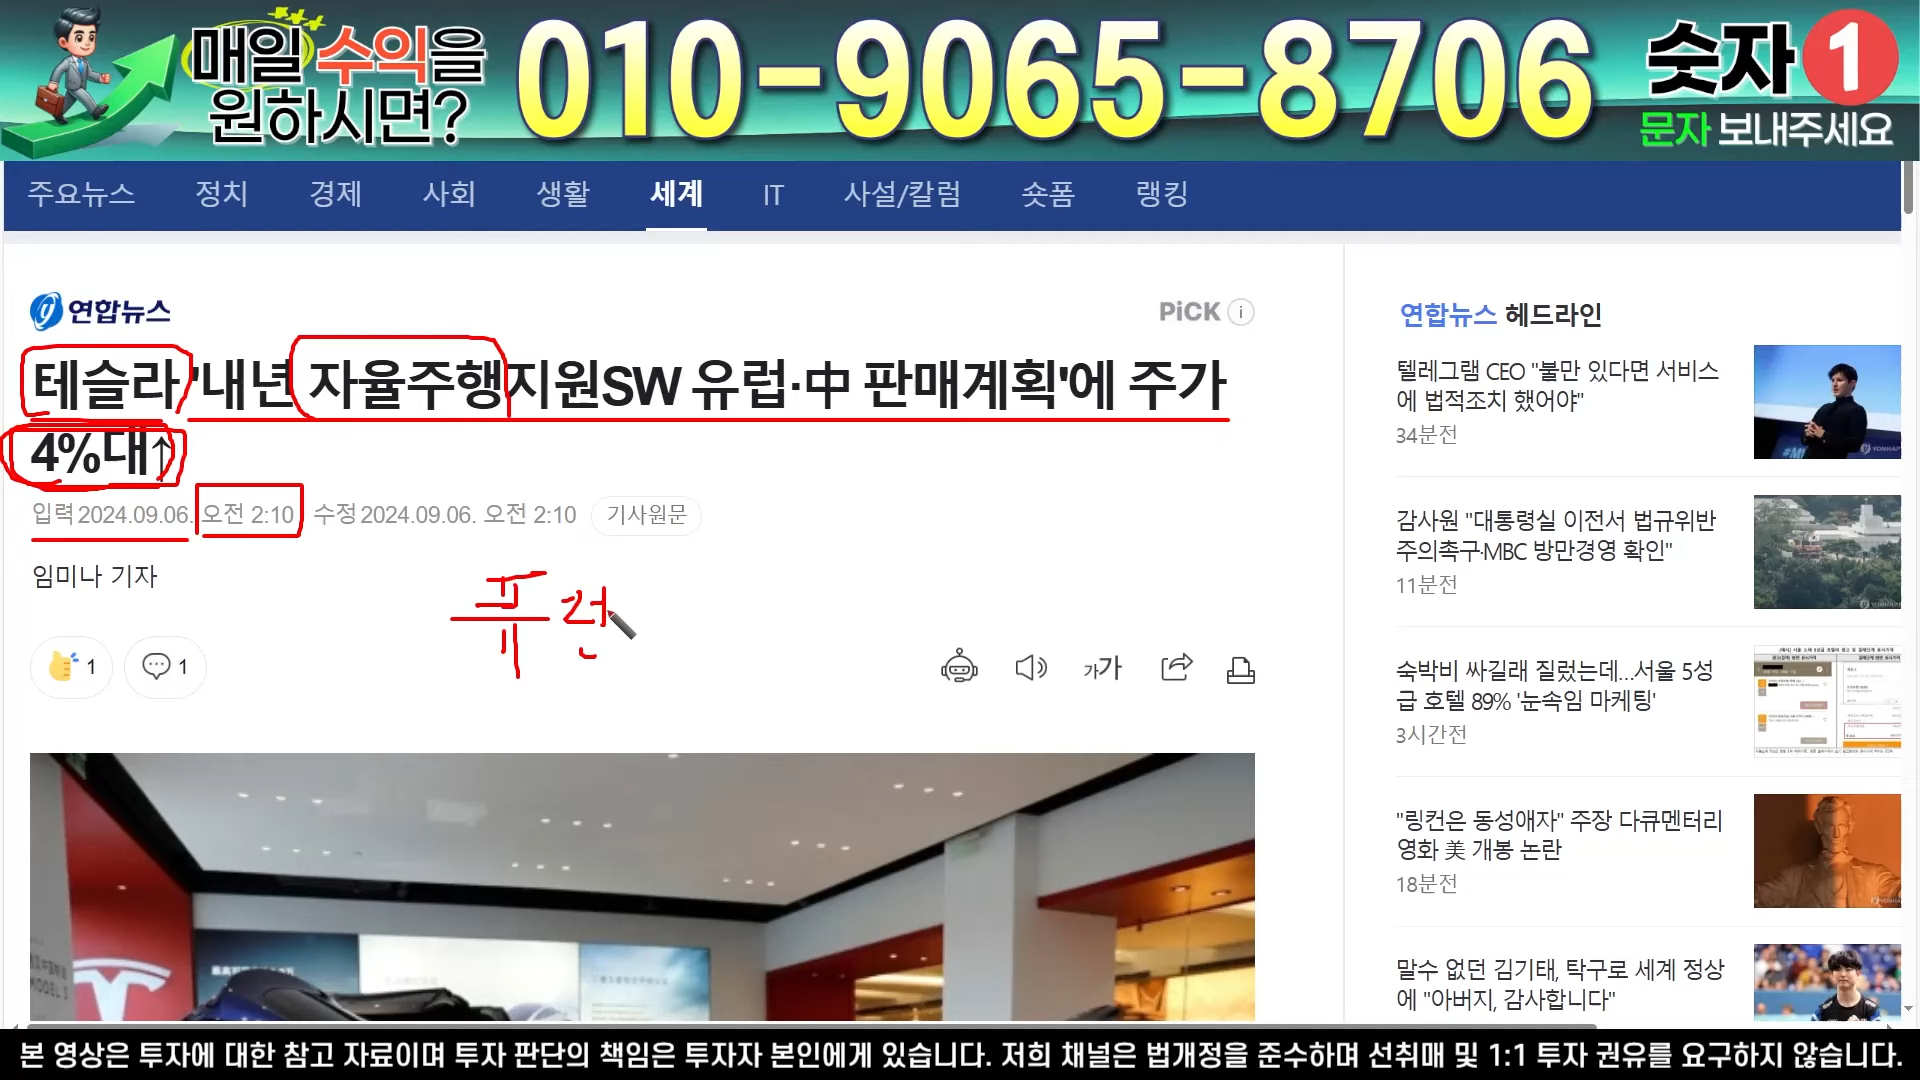 매일 수익을
원하시면?
010-9065-8706
숫자 1
문자 보내주세요
주요뉴스 정치 경제 사회 생활 세계 IT 사설/칼럼 숏폼 랭킹
연합뉴스
PiCK
테슬라 '내년 자율주행지원SW 유럽·中 판매계획'에 주가
4%대↑
입력 2024.09.06. 오전 2:10 수정 2024.09.06. 오전 2:10 기사원문
임미나 기자
1 1
가가
연합뉴스 헤드라인
텔레그램 CEO "불만 있다면 서비스
에 법적조치 했어야"
34분전
감사원 "대통령실 이전서 법규위반
주의촉구·MBC 방만경영 확인"
11분전
숙박비 싸길래 질렀는데…서울 5성
급 호텔 89% '눈속임 마케팅'
3시간전
"링컨은 동성애자" 주장 다큐멘터리
영화 美 개봉 논란
18분전
말수 없던 김기태, 탁구로 세계 정상
에 "아버지, 감사합니다"
본 영상은 투자에 대한 참고 자료이며 투자 판단의 책임은 투자자 본인에게 있습니다. 저희 채널은 법개정을 준수하며 선취매 및 1:1 투자 권유를 요구하지 않습니다.